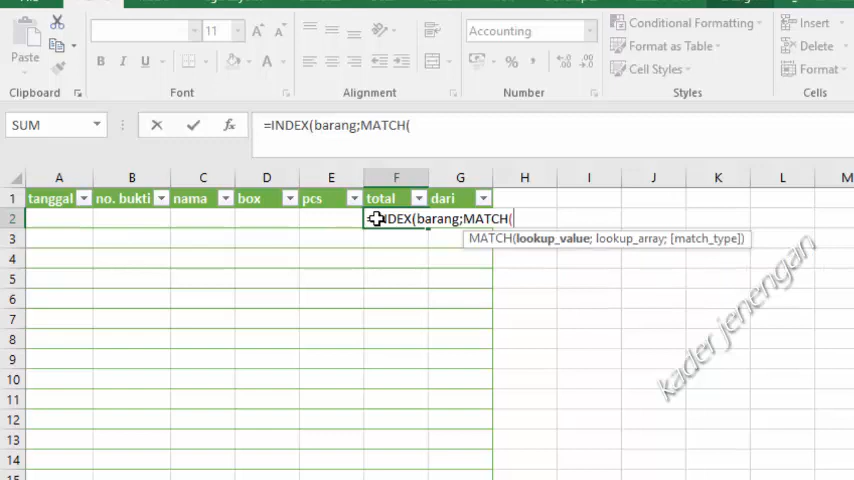 11
Accounting
Conditional Formatting
Insert
Paste
B I U
% ,
Format as Table
Delete
Cell Styles
Format
Clipboard
Font
Alignment
Number
Styles
Cells
SUM
fx
=INDEX(barang;MATCH(
A B C D E F G H I J K L M
1 tanggal no. bukti nama box pcs total dari
2 =INDEX(barang;MATCH(
MATCH(lookup_value; lookup_array; [match_type])
3
4
5
6
7
8
9
10
11
12
13
14
kader jenengan